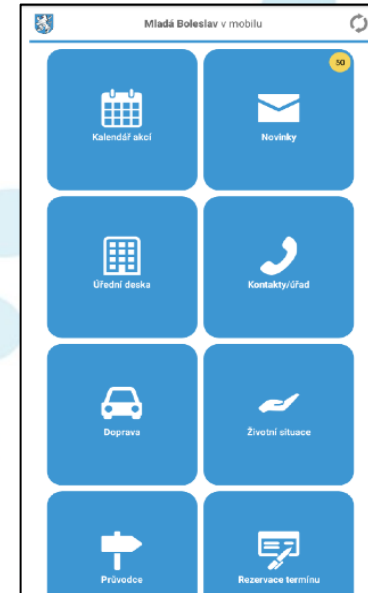 Mladá Boleslav v mobilu
50
Kalendář akcí
Novinky
Úřední deska
Kontakty/úřad
Doprava
Životní situace
Průvodce
Rezervace termínu